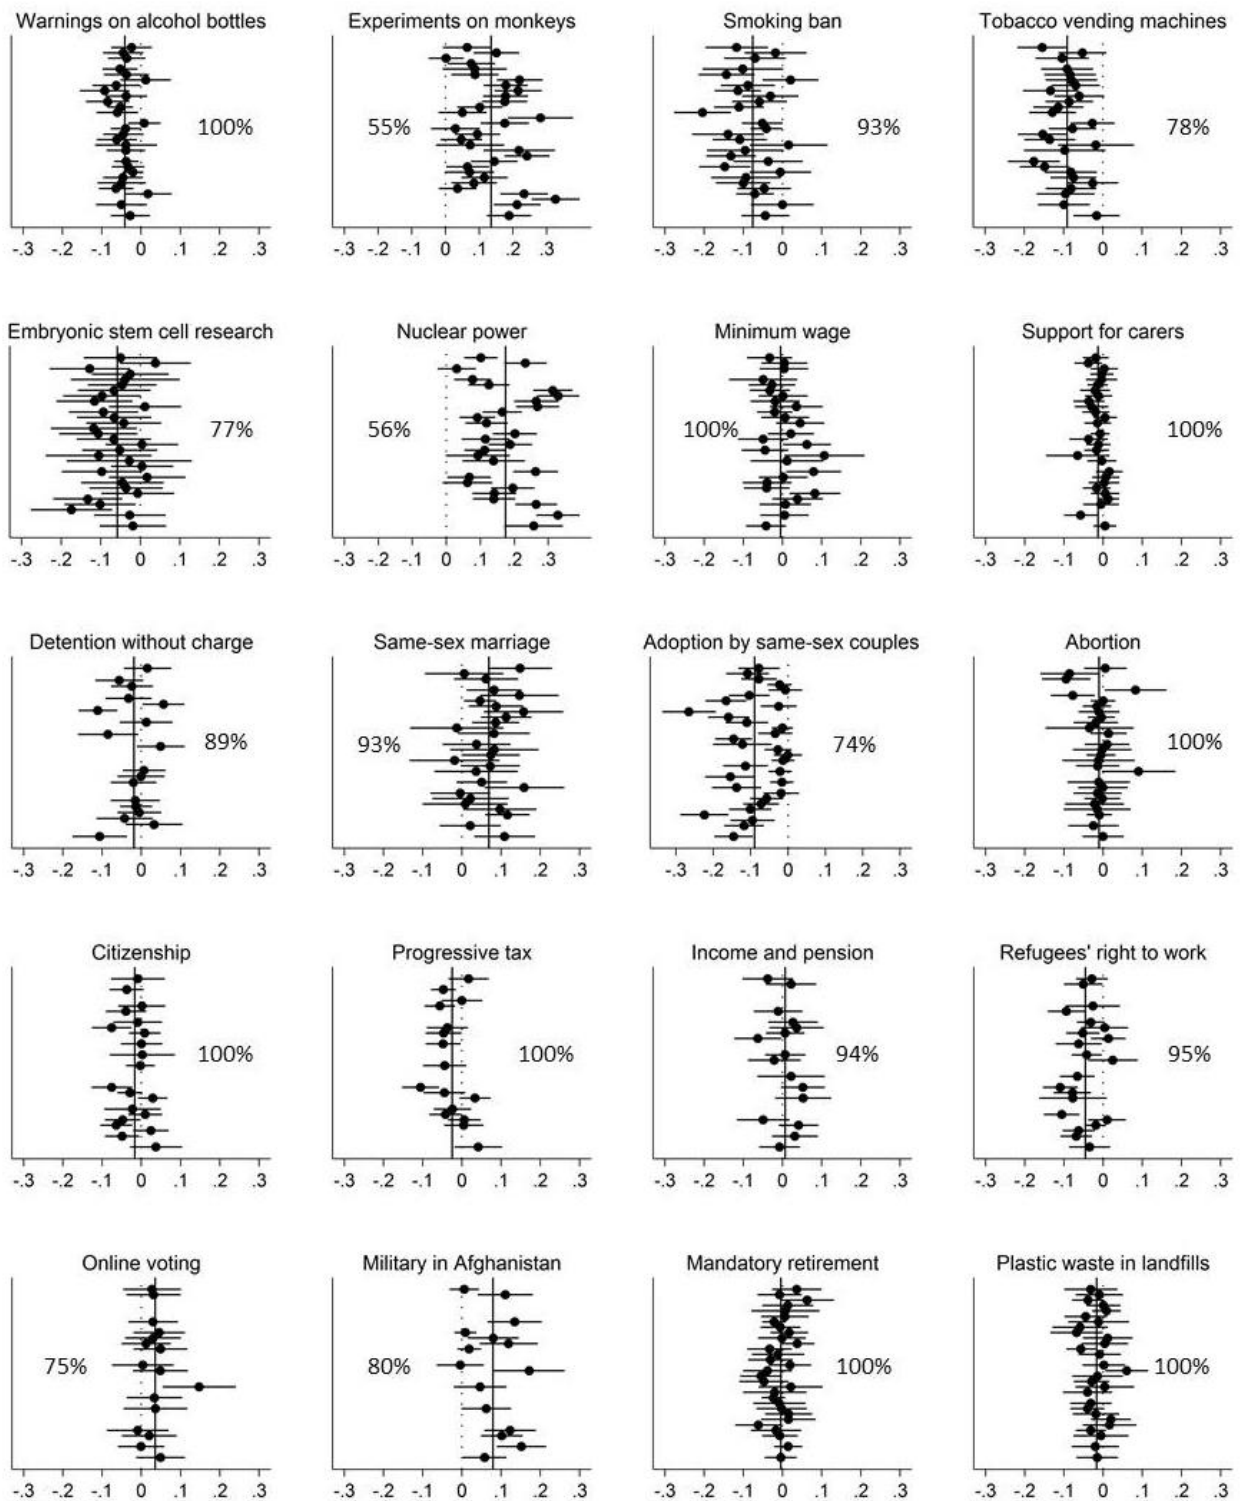 Warnings on alcohol bottles Experiments on monkeys Smoking ban Tobacco vending machines
100% 55% 93% 78%
-.3 -.2 -.1 0 .1 .2 .3 0 .1 .2 .3 -.3 -.2 -.1 0 .1 .2 .3 -.3 -.2 -.1 0 .1 .2 .3
Embryonic stem cell research Nuclear power Minimum wage Support for carers
77% 56% 100% 100%
-.3 -.2 -.1 0 .1 .2 .3 0 .1 .2 .3 -.3 -.2 -.1 0 .1 .2 .3 -.3 -.2 -.1 0 .1 .2 .3
Detention without charge Same-sex marriage Adoption by same-sex couples Abortion
89% 93% 74% 100%
-.3 -.2 -.1 0 .1 .2 .3 -.3 -.2 -.1 0 .1 .2 .3 -.3 -.2 -.1 0 .1 .2 .3 -.3 -.2 -.1 0 .1 .2 .3
Citizenship Progressive tax Income and pension Refugees' right to work
100% 100% 94% 95%
-.3 -.2 -.1 0 .1 .2 .3 -.3 -.2 -.1 0 .1 .2 .3 -.3 -.2 -.1 0 .1 .2 .3 -.3 -.2 -.1 0 .1 .2 .3
Online voting Military in Afghanistan Mandatory retirement Plastic waste in landfills
75% 80% 100% 100%
-.3 -.2 -.1 0 .1 .2 .3 -.3 -.2 -.1 0 .1 .2 .3 -.3 -.2 -.1 0 .1 .2 .3 -.3 -.2 -.1 0 .1 .2 .3